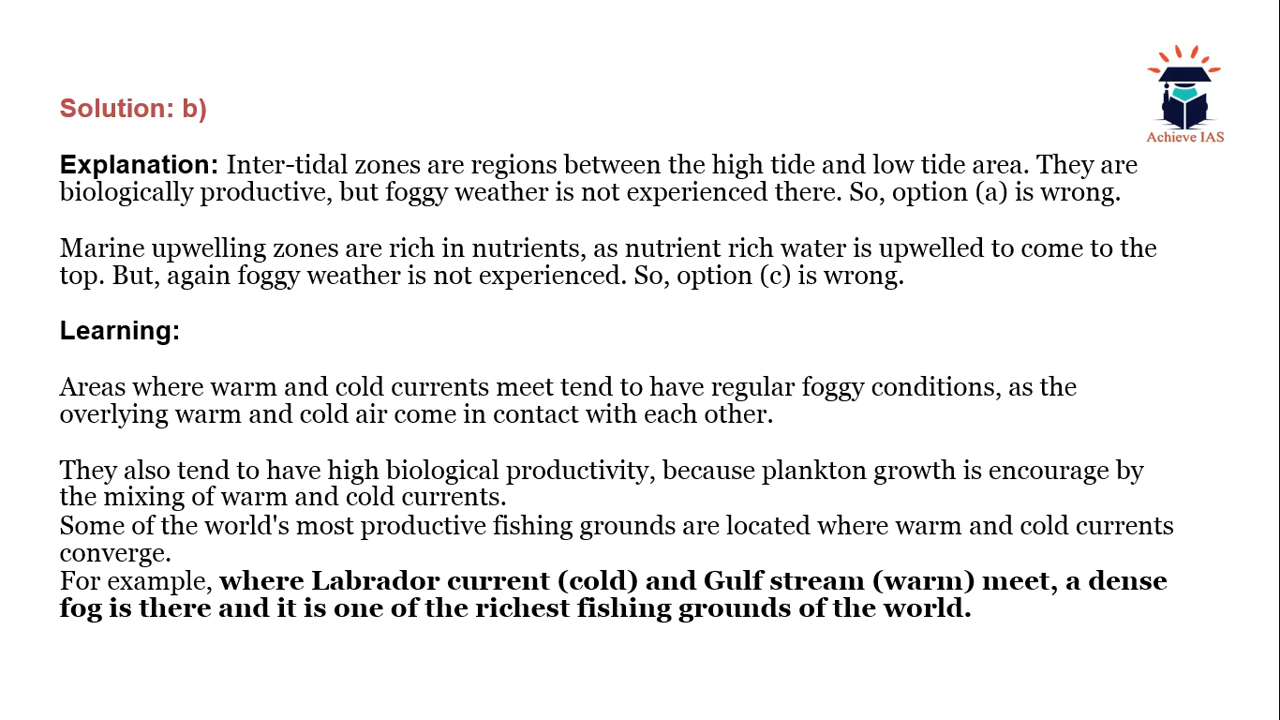 Achieve IAS
Solution: b)
Explanation: Inter-tidal zones are regions between the high tide and low tide area. They are
biologically productive, but foggy weather is not experienced there. So, option (a) is wrong.
Marine upwelling zones are rich in nutrients, as nutrient rich water is upwelled to come to the
top. But, again foggy weather is not experienced. So, option (c) is wrong.
Learning:
Areas where warm and cold currents meet tend to have regular foggy conditions, as the
overlying warm and cold air come in contact with each other.
They also tend to have high biological productivity, because plankton growth is encourage by
the mixing of warm and cold currents.
Some of the world's most productive fishing grounds are located where warm and cold currents
converge.
For example, where Labrador current (cold) and Gulf stream (warm) meet, a dense
fog is there and it is one of the richest fishing grounds of the world.